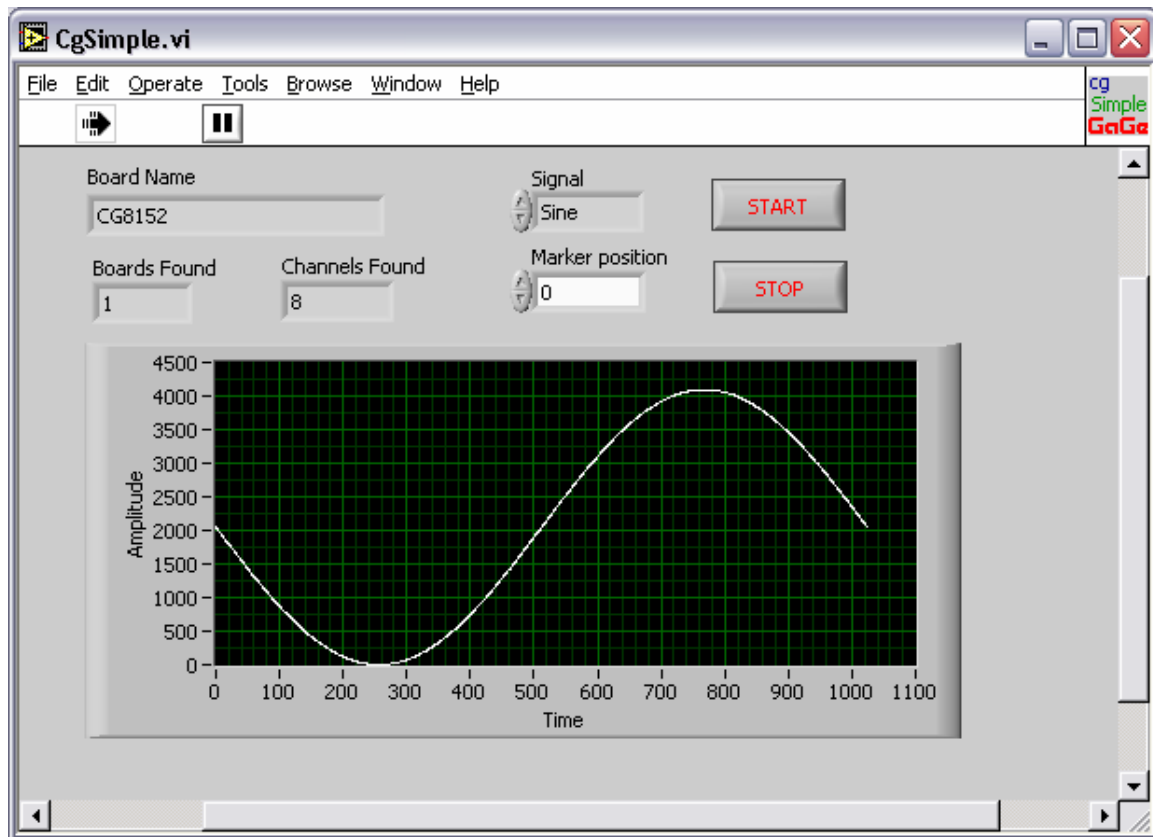 CgSimple.vi
File Edit Operate Tools Browse Window Help
cg
Simple
GaGe
Board Name
CG8152
Signal
Sine
START
Boards Found
1
Channels Found
8
Marker position
0
STOP
4500
4000
3500
3000
2500
2000
1500
1000
500
0
Amplitude
0 100 200 300 400 500 600 700 800 900 1000 1100
Time